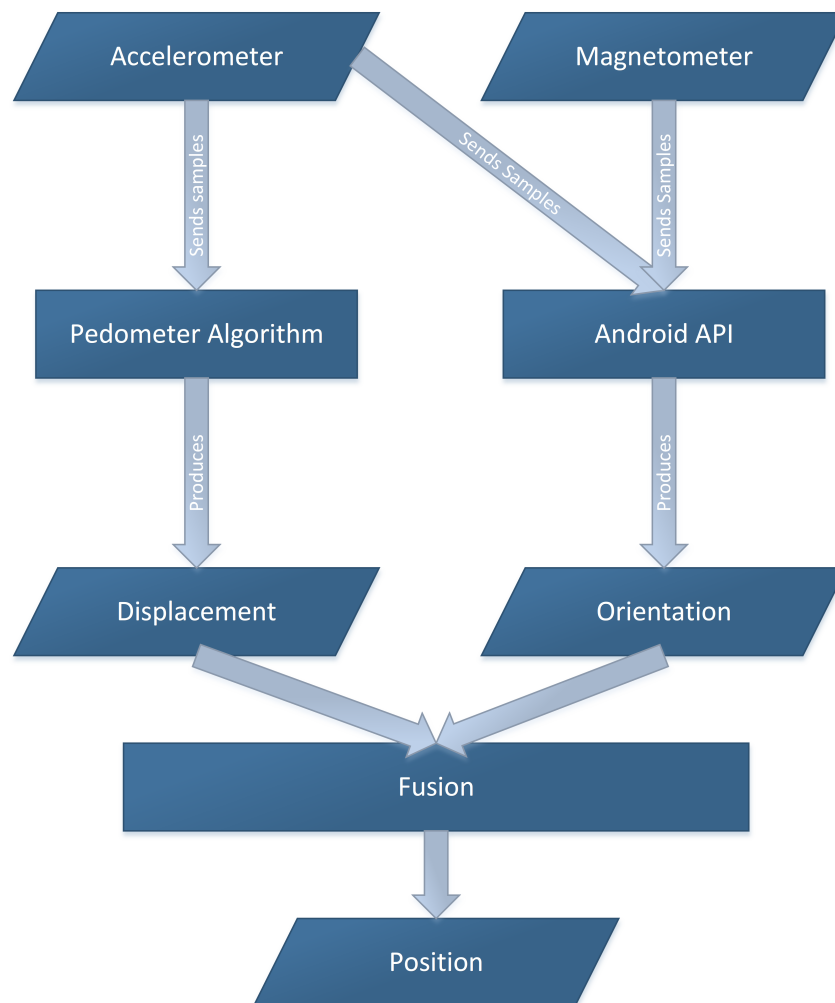 Accelerometer
Magnetometer
Sends samples
Sends Samples
Sends Samples
Pedometer Algorithm
Android API
Produces
Produces
Displacement
Orientation
Fusion
Position